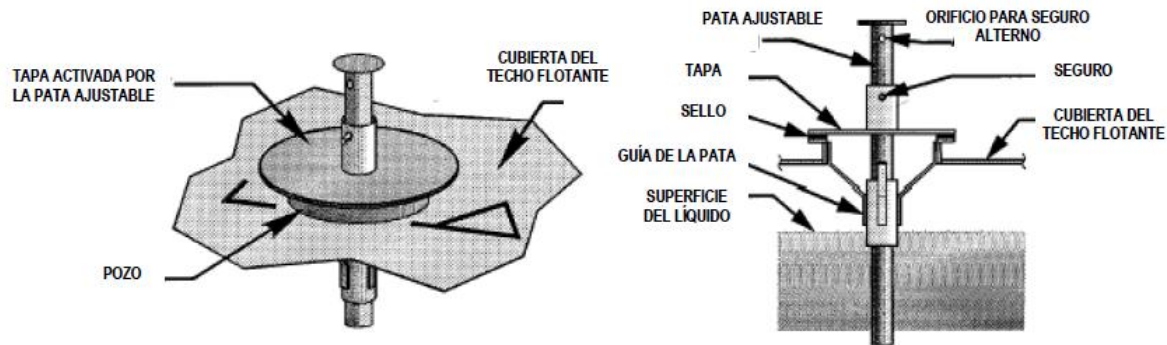 TAPA ACTIVADA POR
LA PATA AJUSTABLE
CUBIERTA DEL
TECHO FLOTANTE
POZO
PATA AJUSTABLE
ORIFICIO PARA SEGURO
ALTERNO
TAPA
SEGURO
SELLO
CUBIERTA DEL
TECHO FLOTANTE
GUÍA DE LA PATA
SUPERFICIE
DEL LÍQUIDO